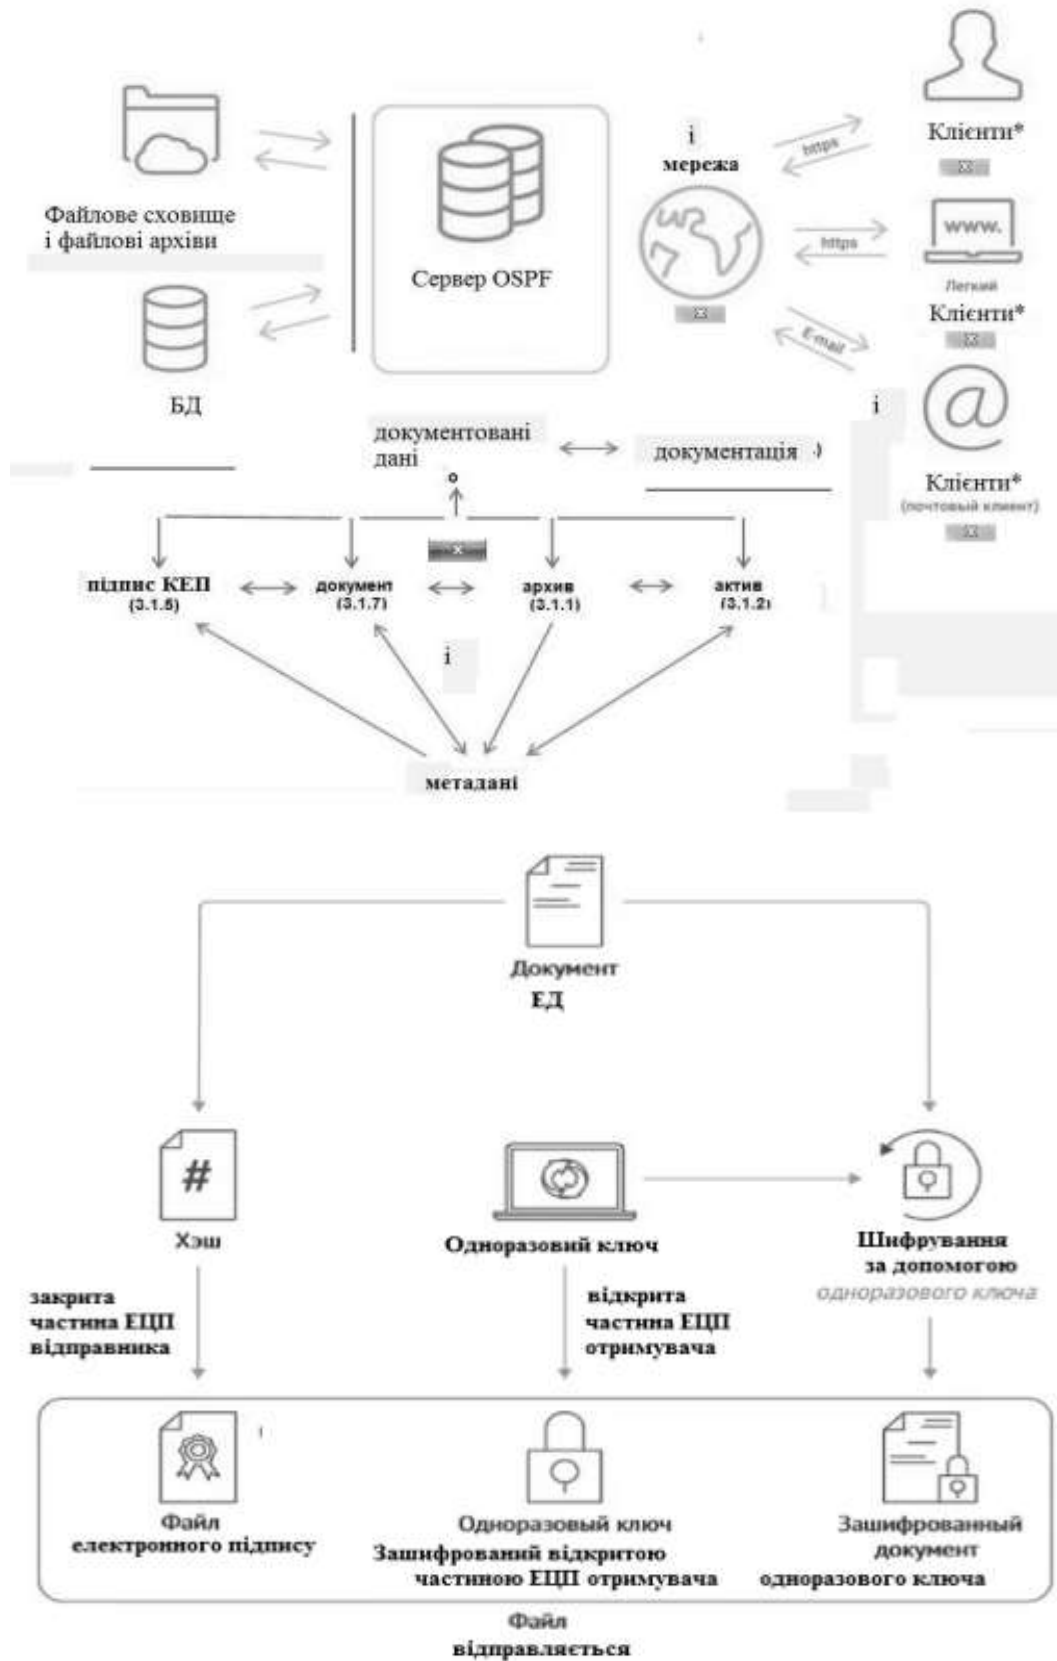 Клієнти*
і
мережа
https
Файлове сховище
і файлові архіви
Сервер OSPF
www.
https
Легкий
Клієнти*
E-mail
БД
і
документовані
дані
документація .)
Клієнти*
(почтовый клиент)
підпис КЕП
(3.1.5)
документ
(3.1.7)
архив
(3.1.1)
актив
(3.1.2)
і
метадані
Документ
ЕД
#
Хэш
Одноразовий ключ
Шифрування
за допомогою
одноразового ключа
закрита
частина ЕЦП
відправника
відкрита
частина ЕЦП
отримувача
Файл
електронного підпису
Одноразовый ключ
Зашифрований відкритою
частиною ЕЦП отримувача
Зашифрованный
документ
одноразового ключа
Файл
відправляється